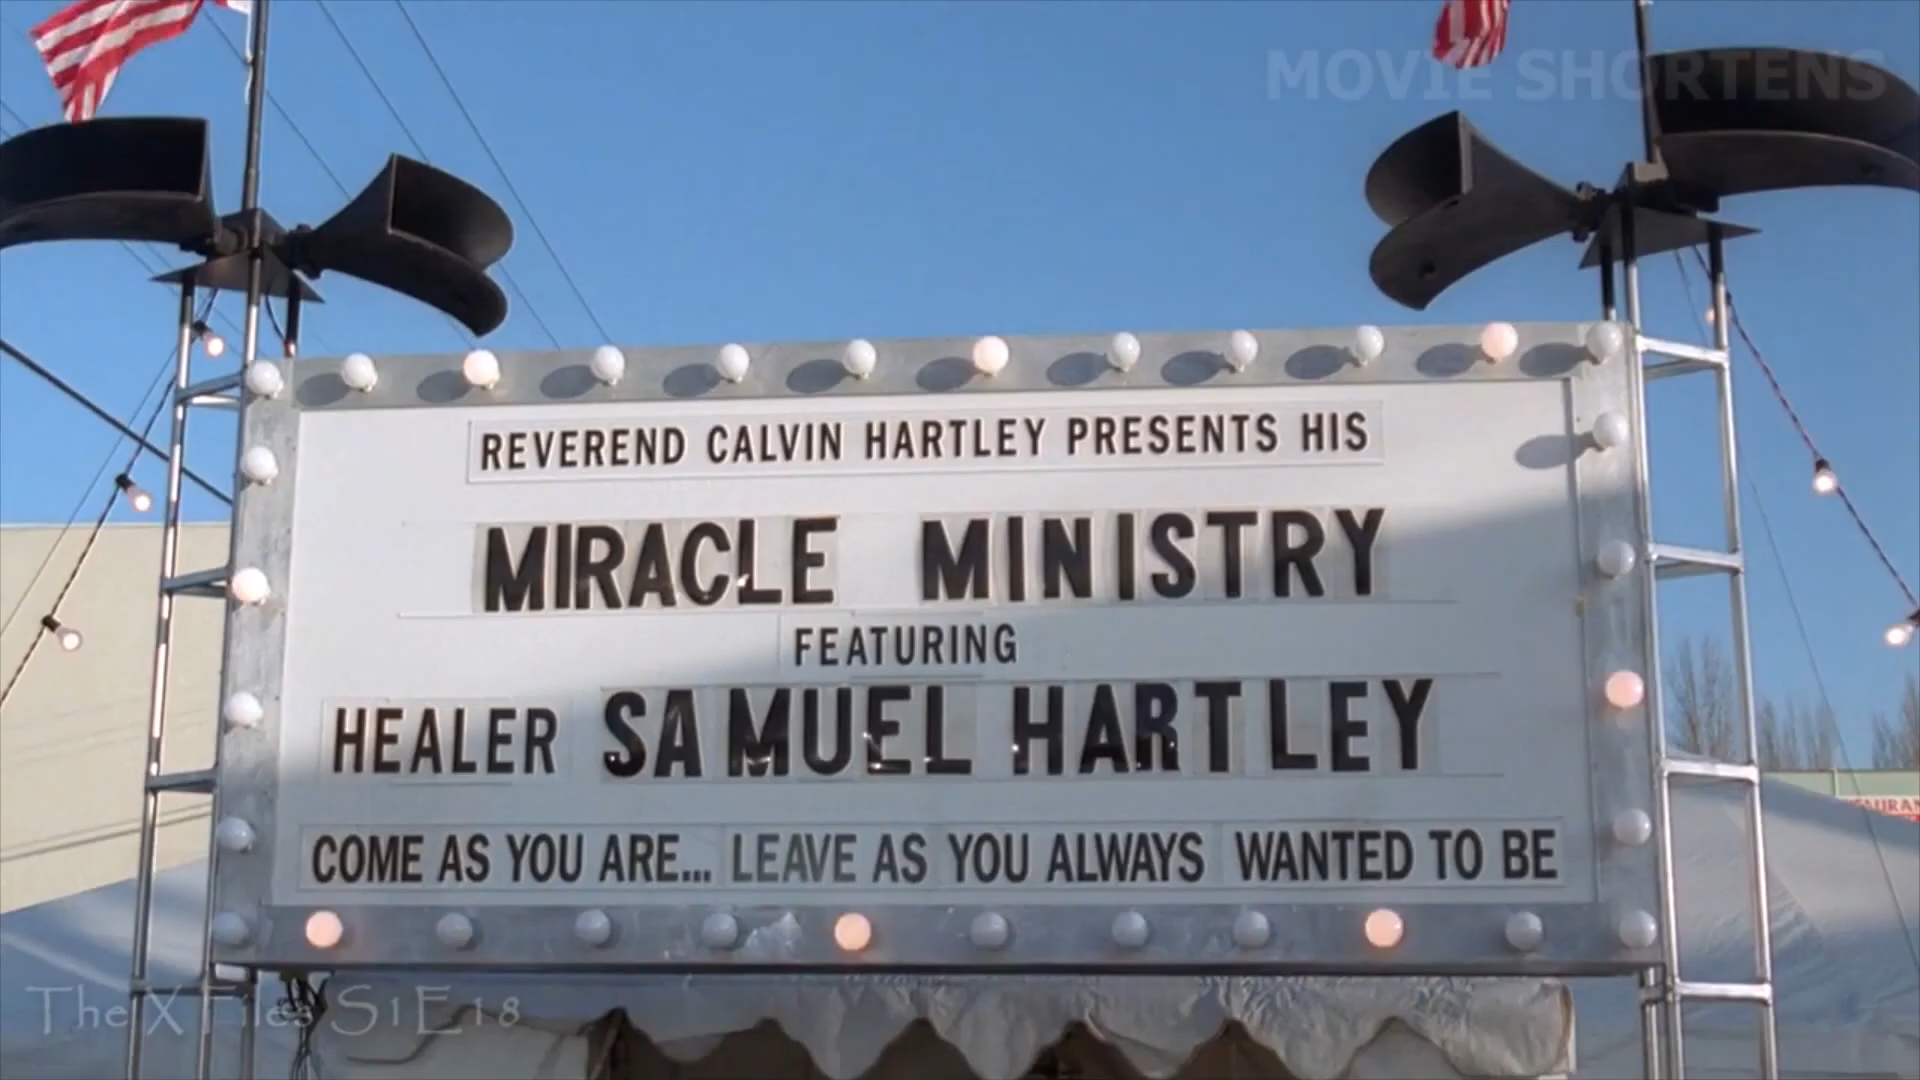 MOVIE SHORTENS
REVEREND CALVIN HARTLEY PRESENTS HIS
MIRACLE MINISTRY
FEATURING
HEALER SAMUEL HARTLEY
COME AS YOU ARE... LEAVE AS YOU ALWAYS WANTED TO BE
The X Files S1E18